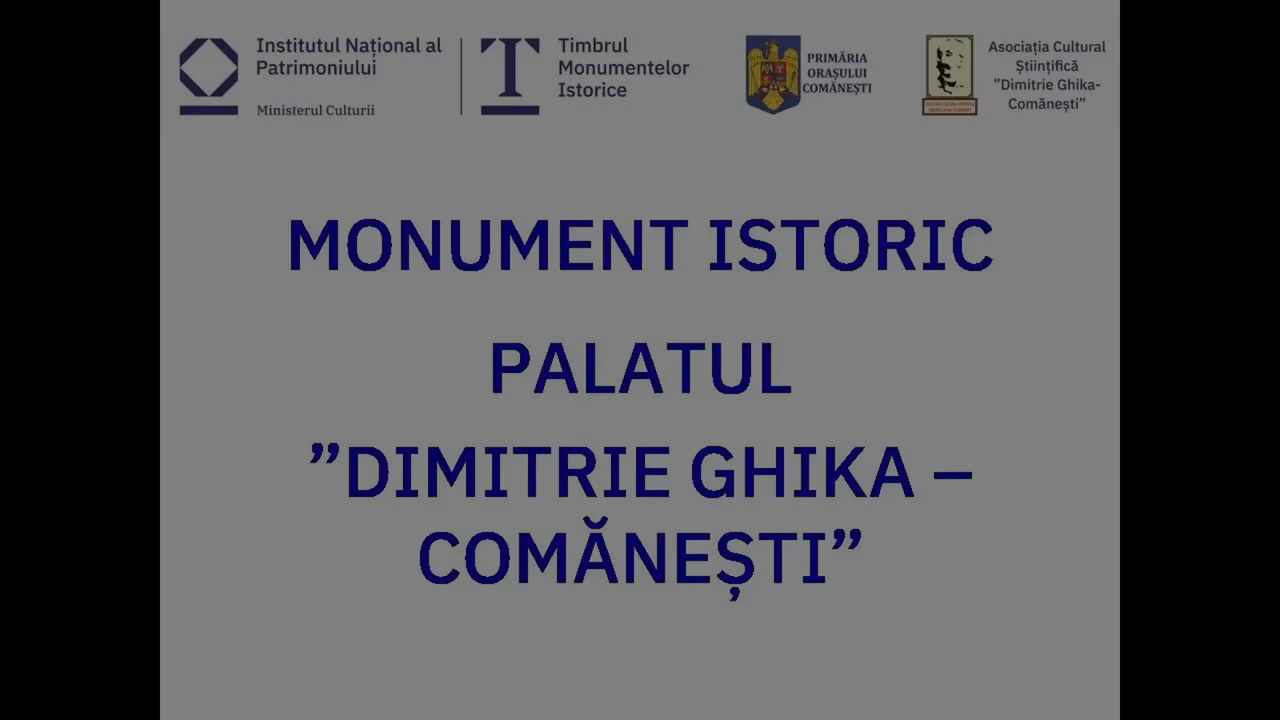 Institutul Național al
Patrimoniului
Ministerul Culturii
Timbrul
Monumentelor
Istorice
PRIMĂRIA
ORAȘULUI
COMĂNEȘTI
Asociația Cultural
Științifică
”Dimitrie Ghika-
Comănești”
MONUMENT ISTORIC
PALATUL
”DIMITRIE GHIKA –
COMĂNEȘTI”